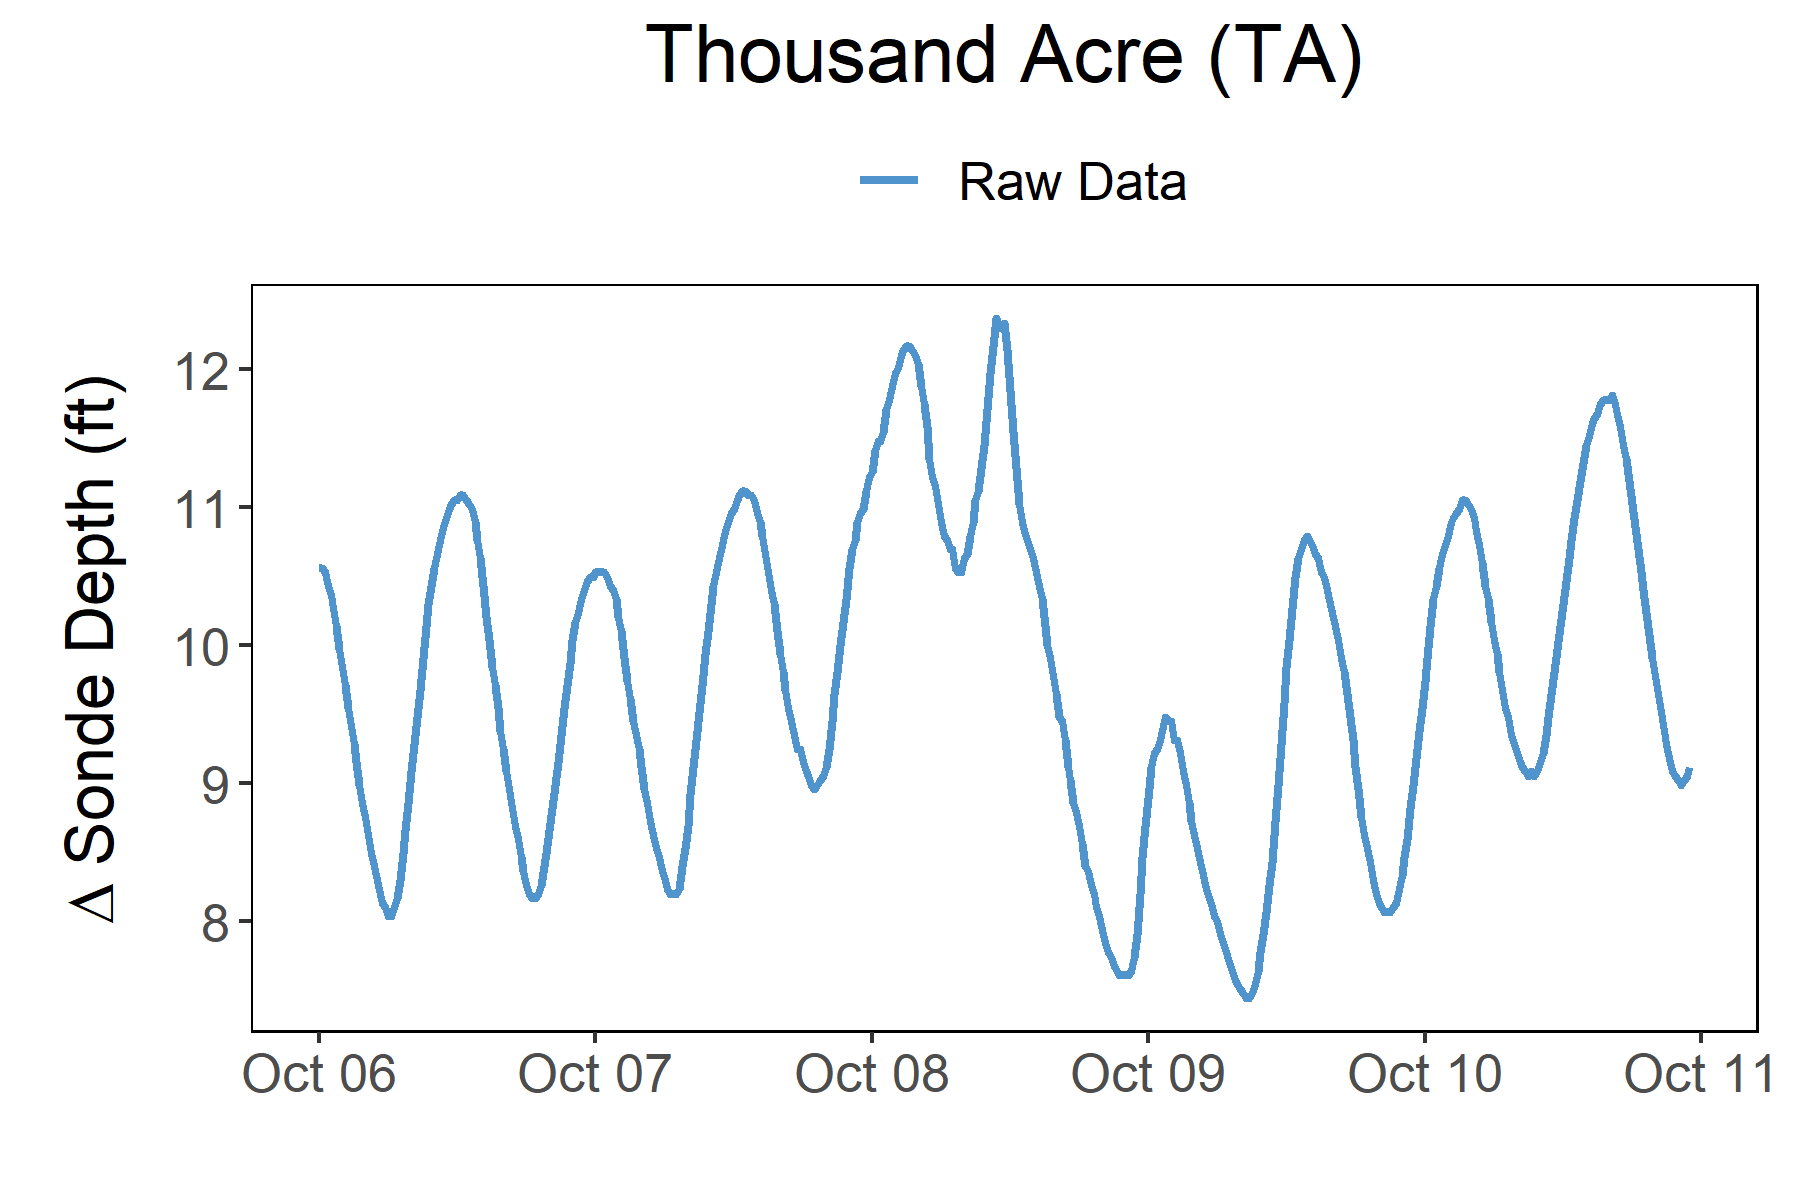 Thousand Acre (TA)
Raw Data
Δ Sonde Depth (ft)
12
11
10
9
8
Oct 06 Oct 07 Oct 08 Oct 09 Oct 10 Oct 11